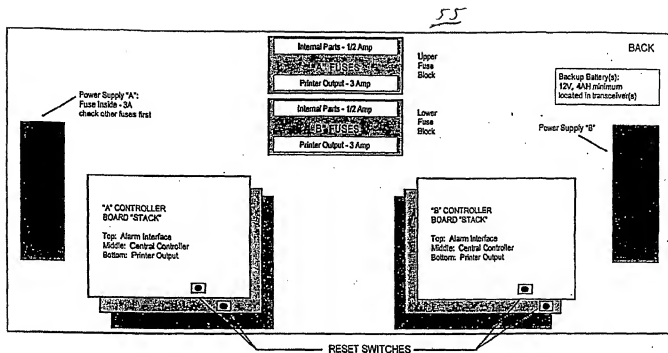 55
BACK
Internal Parts - 1/2 Amp
"A" FUSES
Printer Output - 3 Amp
Upper
Fuse
Block
Internal Parts - 1/2 Amp
"B" FUSES
Printer Output - 3 Amp
Lower
Fuse
Block
Backup Battery(s):
12V, 4AH minimum
located in transceiver(s)
Power Supply "A":
Fuse Inside - 3A
check other fuses first
Power Supply "B"
"A" CONTROLLER
BOARD "STACK"
Top: Alarm Interface
Middle: Central Controller
Bottom: Printer Output
"B" CONTROLLER
BOARD "STACK"
Top: Alarm Interface
Middle: Central Controller
Bottom: Printer Output
RESET SWITCHES